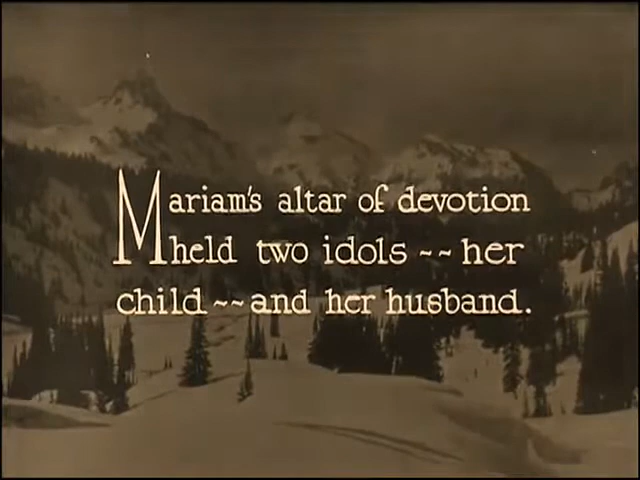 Mariam's altar of devotion
held two idols -- her
child -- and her husband.